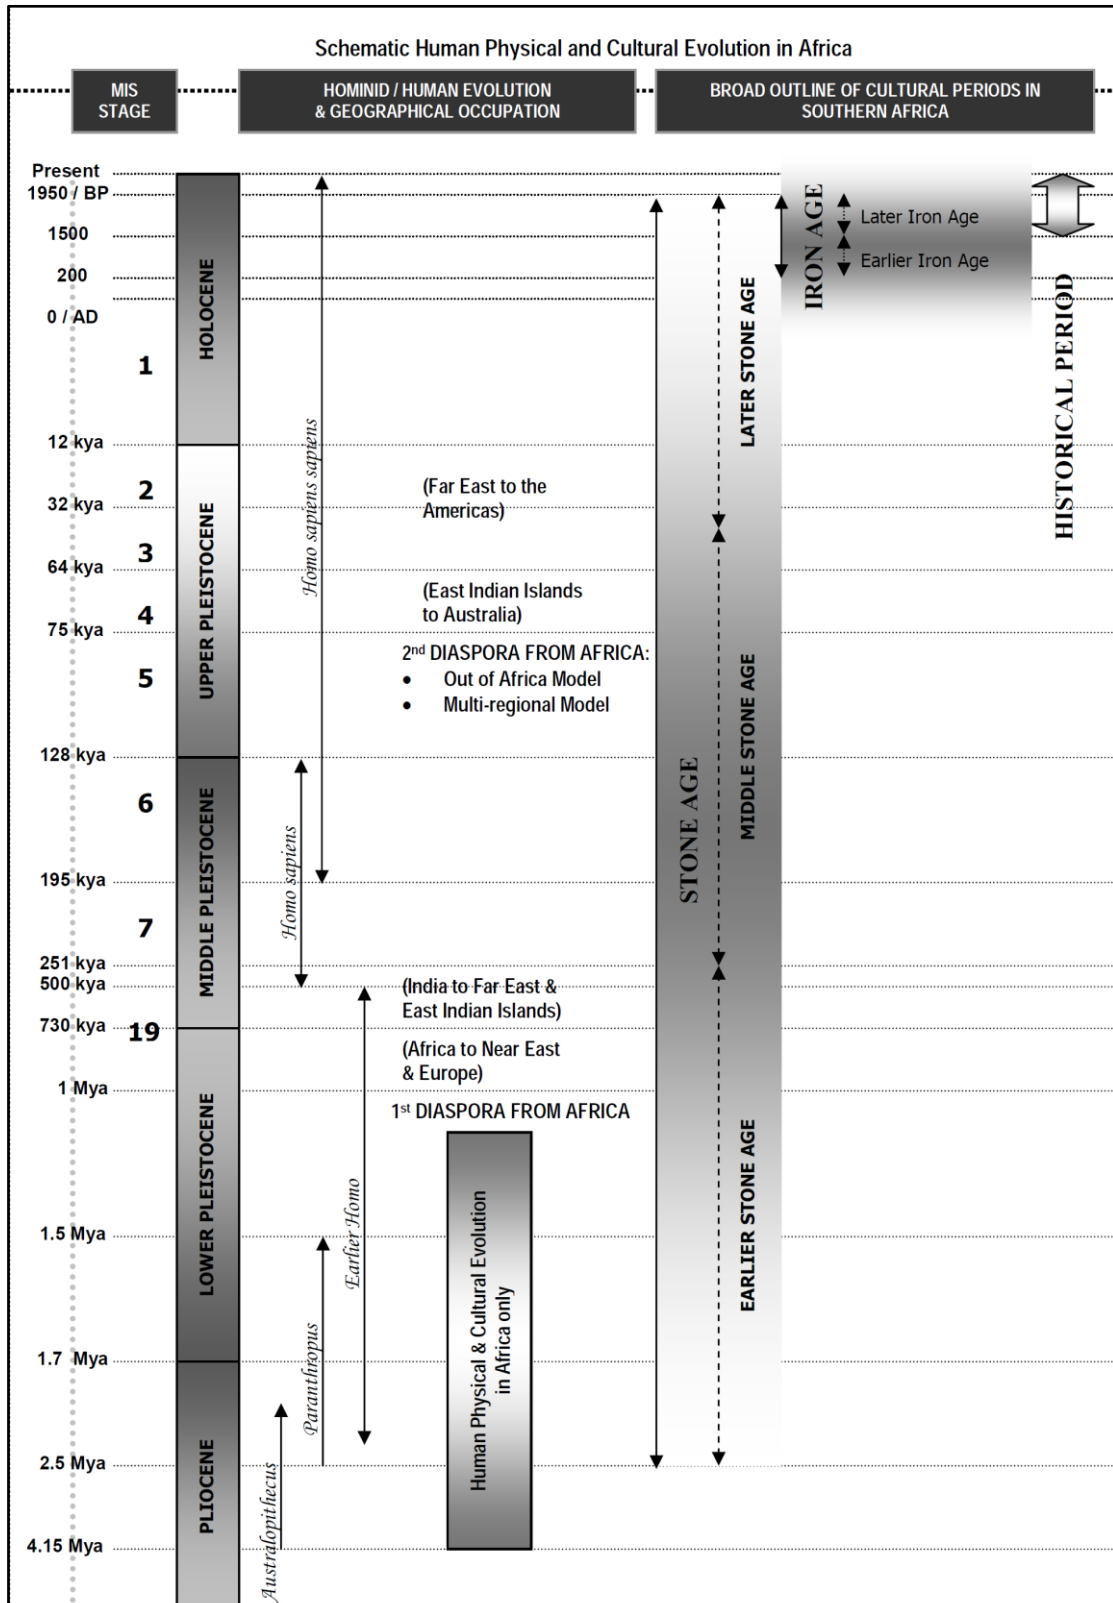 Schematic Human Physical and Cultural Evolution in Africa
MIS
STAGE
HOMINID / HUMAN EVOLUTION
& GEOGRAPHICAL OCCUPATION
BROAD OUTLINE OF CULTURAL PERIODS IN
SOUTHERN AFRICA
Present
1950 / BP
1500
200
0 / AD
12 kya
32 kya
64 kya
75 kya
128 kya
195 kya
251 kya
500 kya
730 kya
1 Mya
1.5 Mya
1.7 Mya
2.5 Mya
4.15 Mya
1
2
3
4
5
6
7
19
HOLOCENE
UPPER PLEISTOCENE
MIDDLE PLEISTOCENE
LOWER PLEISTOCENE
PLIOCENE
Homo sapiens sapiens
Homo sapiens
Earlier Homo
Paranthropus
Australopithecus
(Far East to the
Americas)
(East Indian Islands
to Australia)
2nd DIASPORA FROM AFRICA:
• Out of Africa Model
• Multi-regional Model
(India to Far East &
East Indian Islands)
(Africa to Near East
& Europe)
1st DIASPORA FROM AFRICA
Human Physical & Cultural Evolution
in Africa only
STONE AGE
LATER STONE AGE
MIDDLE STONE AGE
EARLIER STONE AGE
IRON AGE
Later Iron Age
Earlier Iron Age
HISTORICAL PERIOD